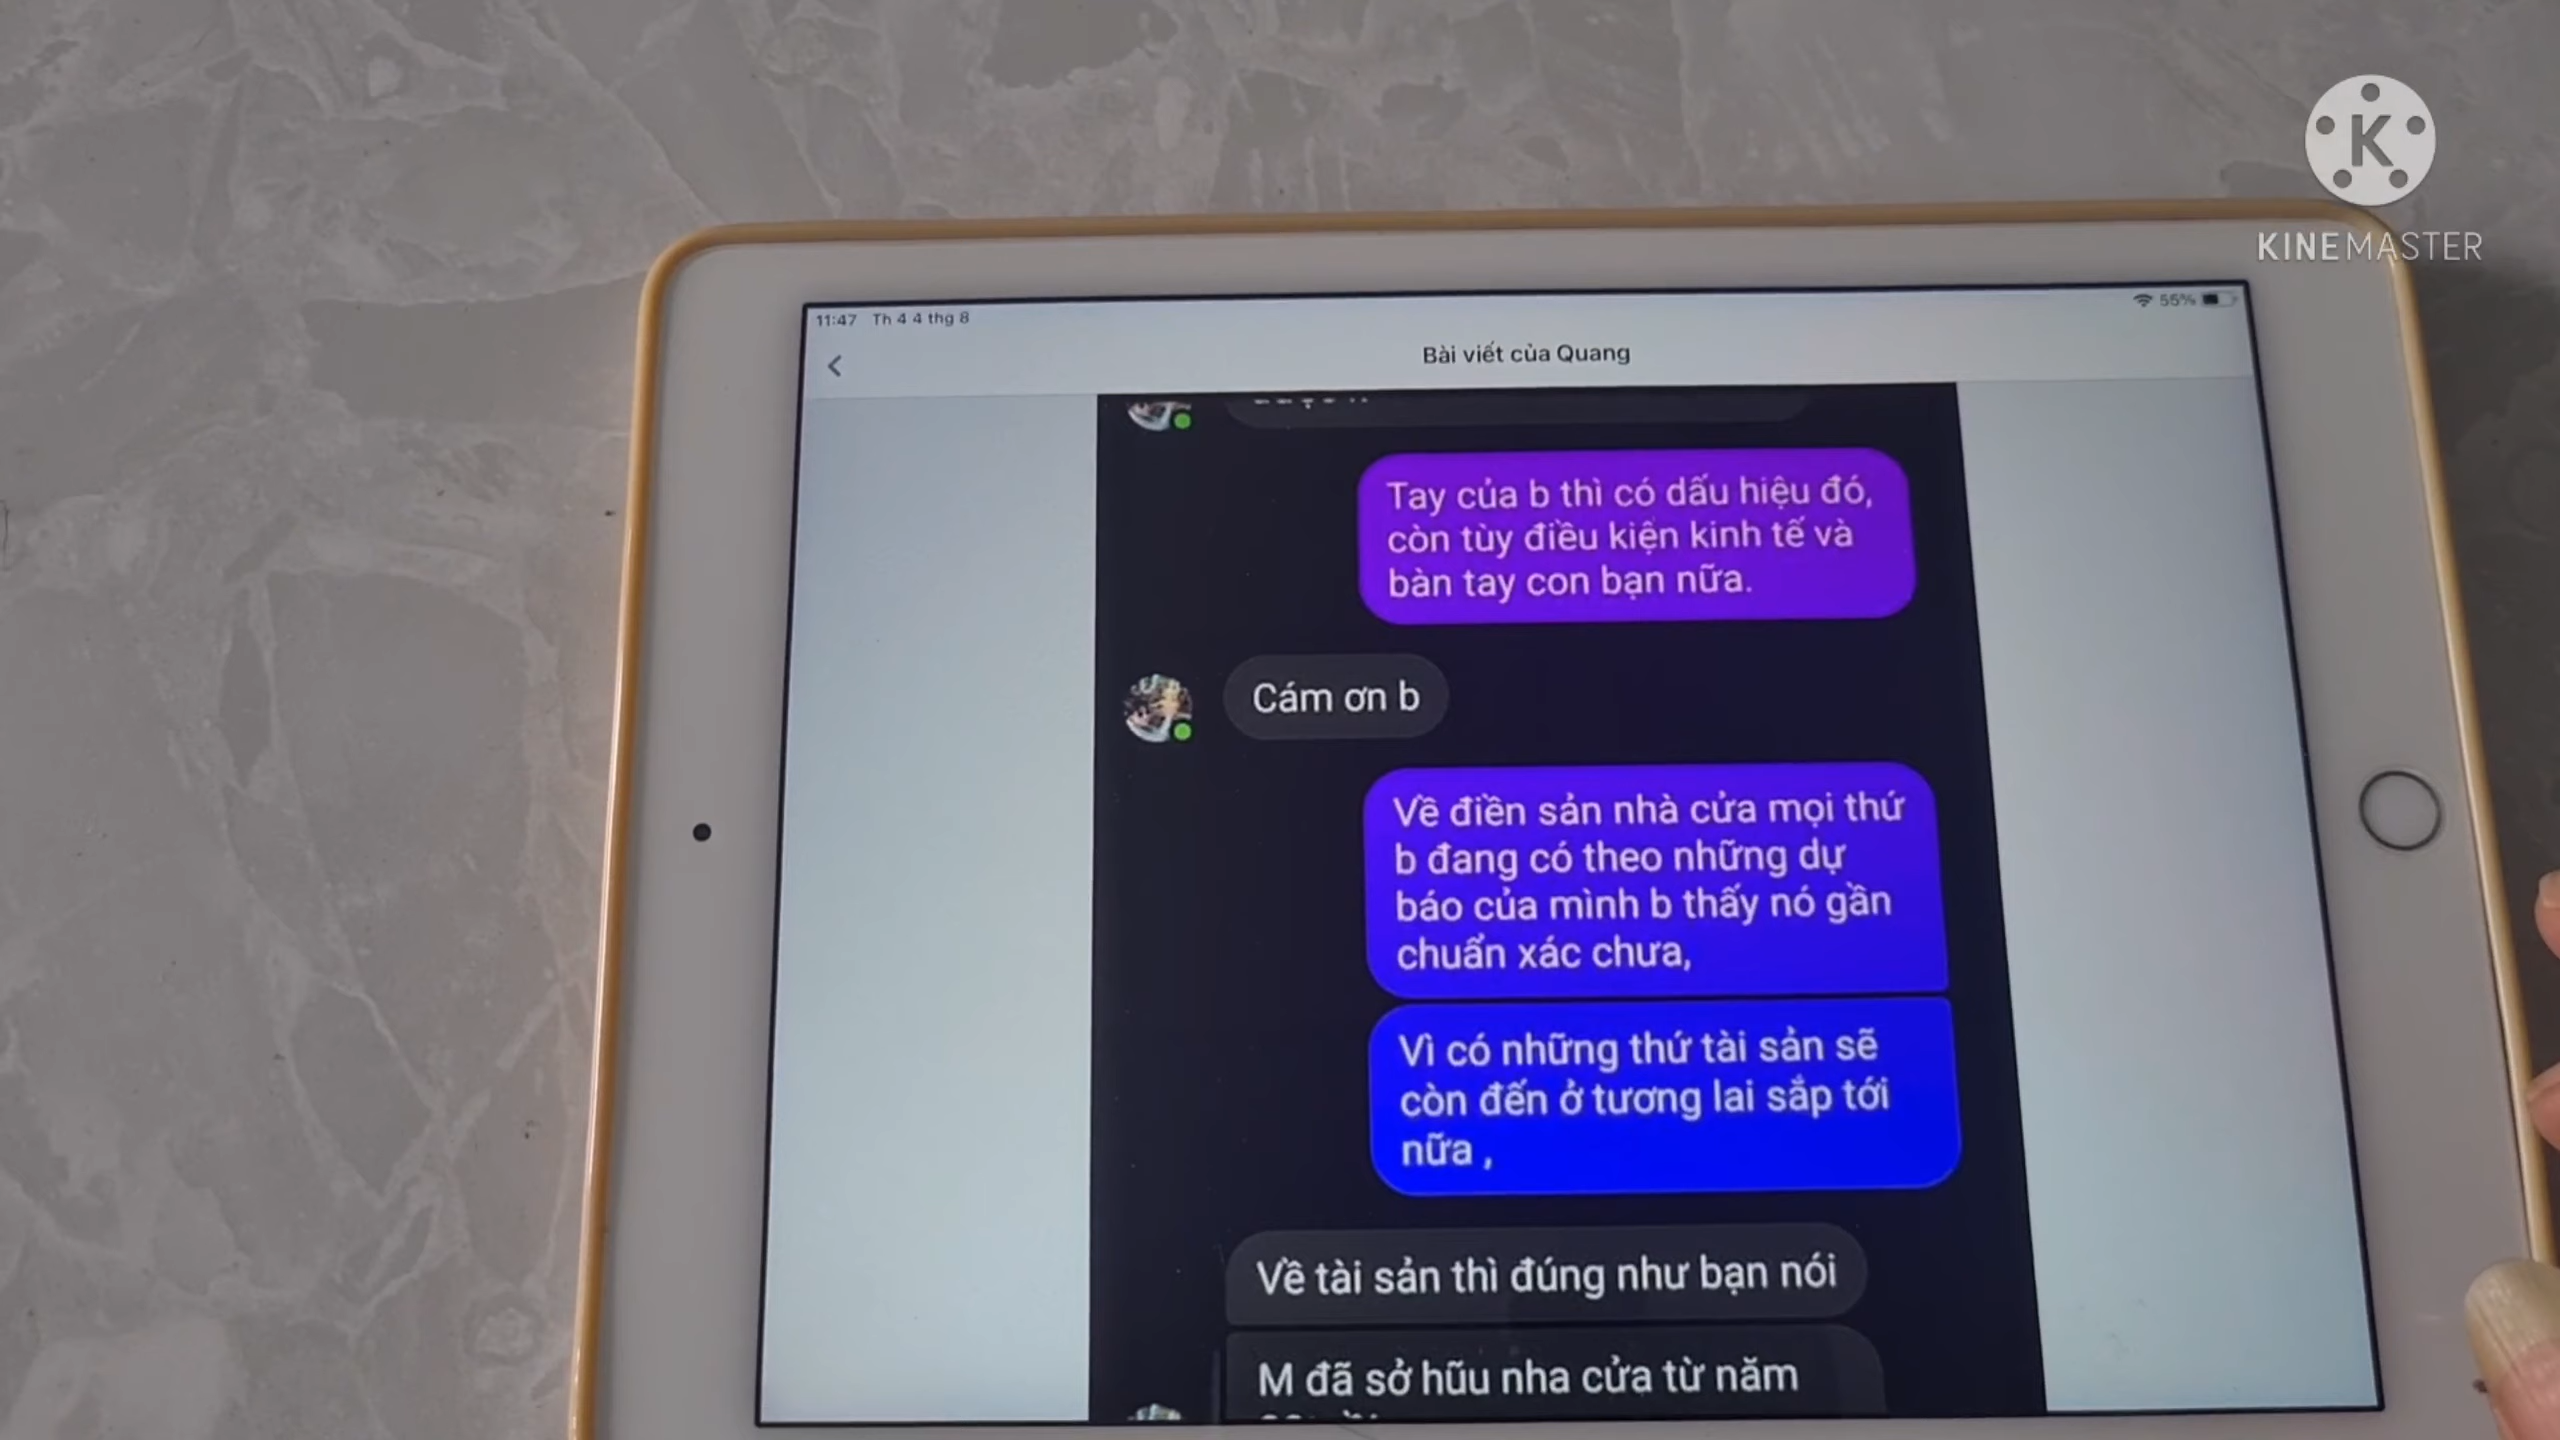 KINEMASTER
11:47 Th 4 4 thg 8
55%
Bài viết của Quang
Tay của b thì có dấu hiệu đó,
còn tùy điều kiện kinh tế và
bàn tay con bạn nữa.
Cám ơn b
Về điền sản nhà cửa mọi thứ
b đang có theo những dự
báo của mình b thấy nó gần
chuẩn xác chưa,
Vì có những thứ tài sản sẽ
còn đến ở tương lai sắp tới
nữa ,
Về tài sản thì đúng như bạn nói
M đã sở hũu nha cửa từ năm